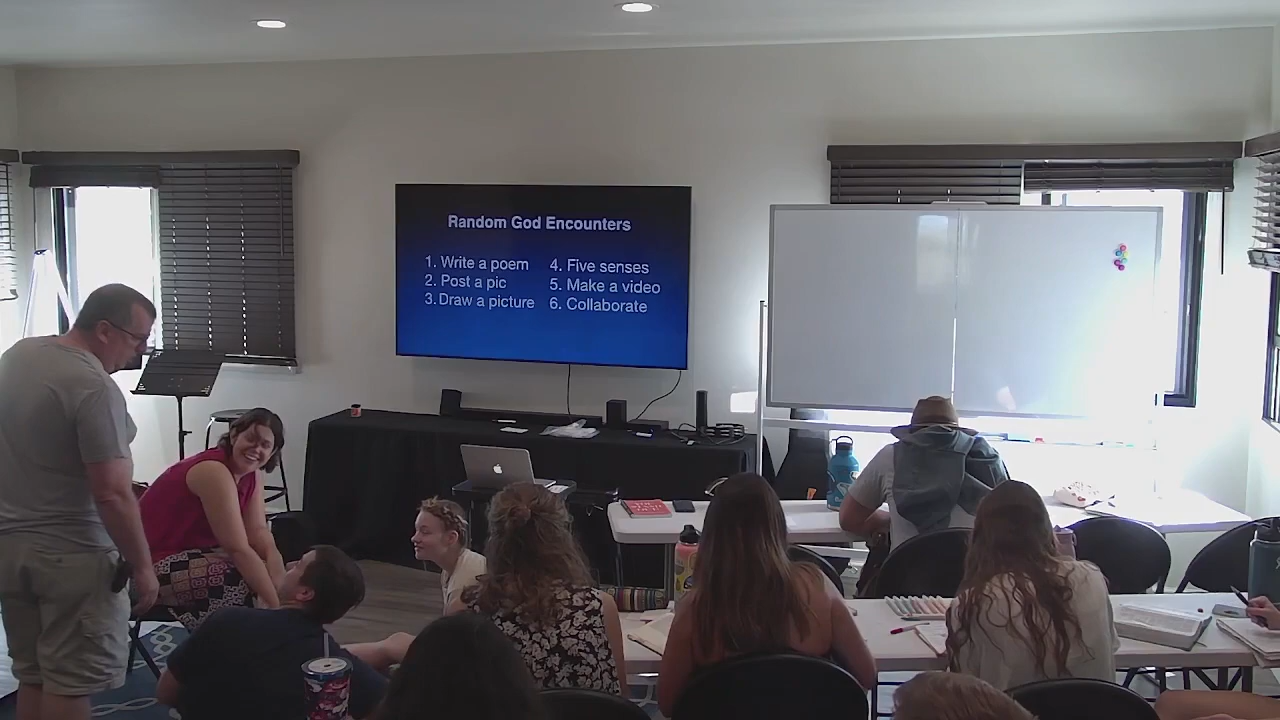 Random God Encounters
1. Write a poem
2. Post a pic
3. Draw a picture
4. Five senses
5. Make a video
6. Collaborate